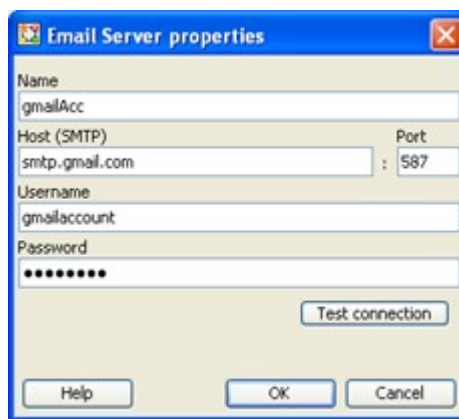 Email Server properties
Name
gmailAcc
Host (SMTP) Port
smtp.gmail.com : 587
Username
gmailaccount
Password
●●●●●●●●
Test connection
Help OK Cancel